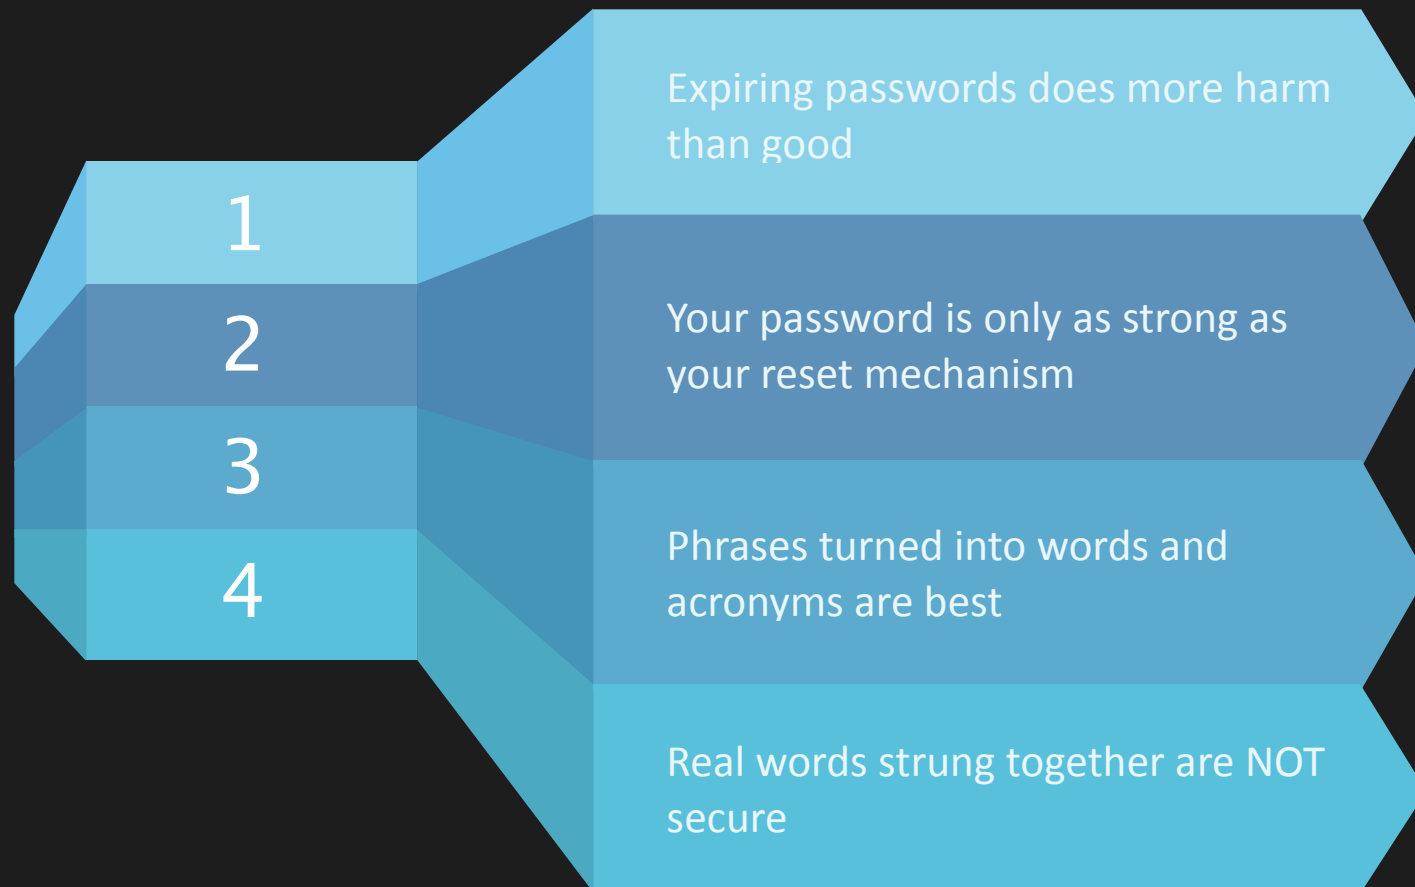 1
Expiring passwords does more harm
than good
2
Your password is only as strong as
your reset mechanism
3
Phrases turned into words and
acronyms are best
4
Real words strung together are NOT
secure